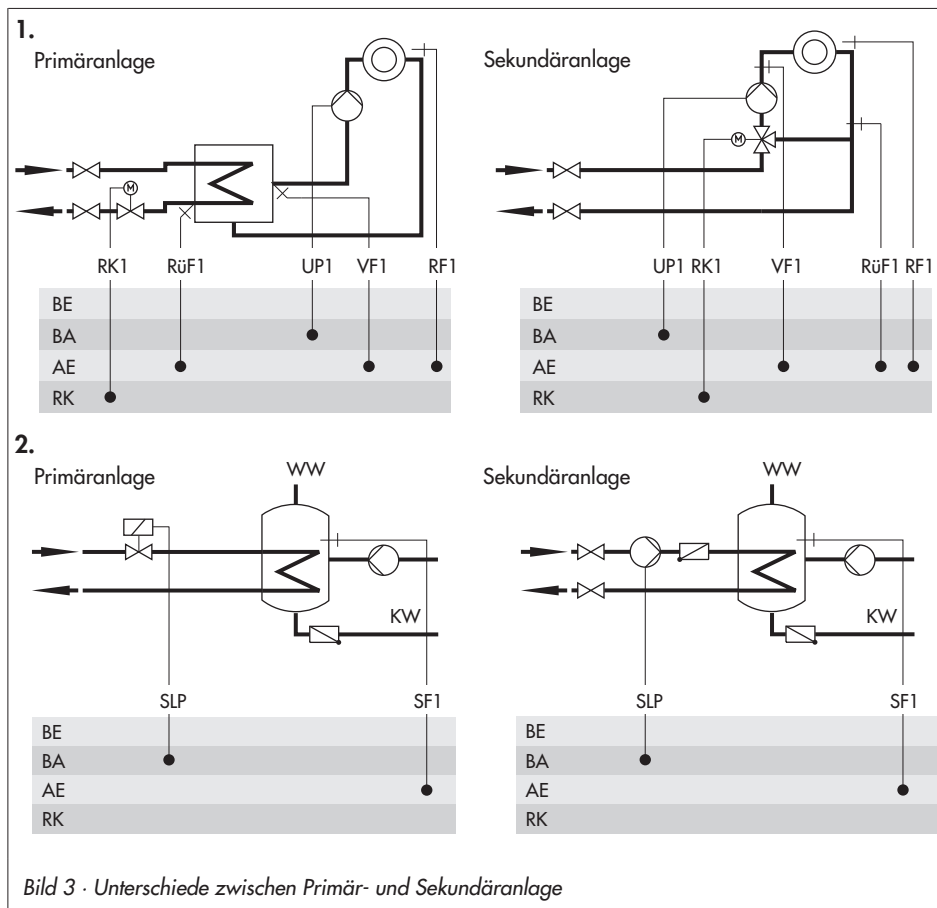 1.
Primäranlage
Sekundäranlage
M
M
RK1 RüF1 UP1 VF1 RF1
UP1 RK1 VF1 RüF1 RF1
BE
BA
AE
RK
BE
BA
AE
RK
2.
Primäranlage
Sekundäranlage
WW
WW
KW
KW
SLP SF1
SLP SF1
BE
BA
AE
RK
BE
BA
AE
RK
Bild 3 · Unterschiede zwischen Primär- und Sekundäranlage